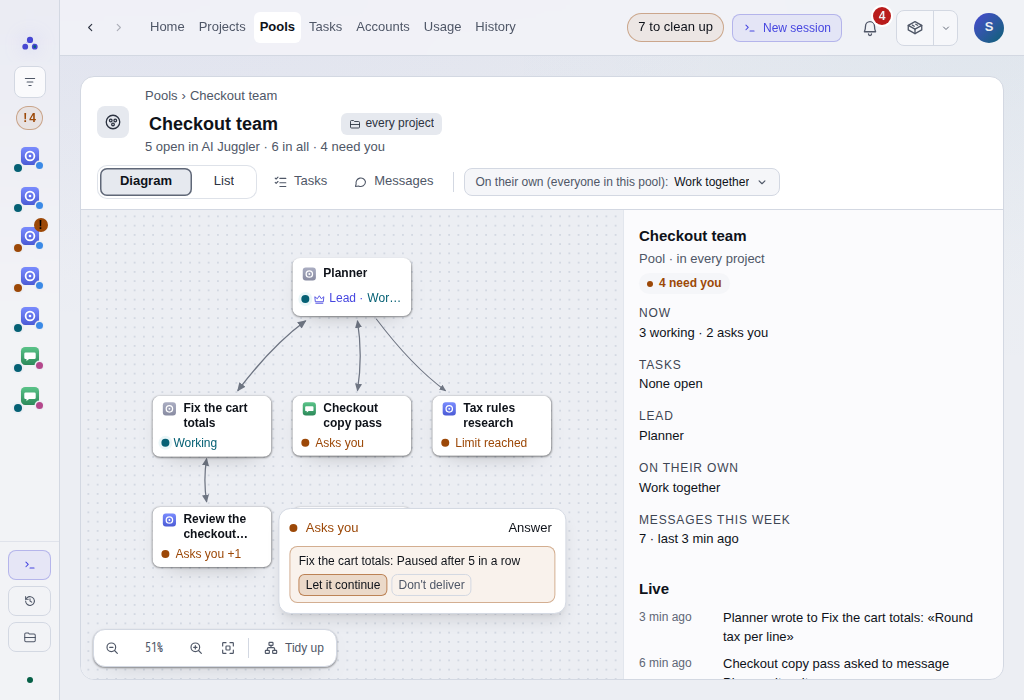 Home Projects Pools Tasks Accounts Usage History
7 to clean up
New session
4
S
!4
!
Pools › Checkout team
Checkout team
every project
5 open in AI Juggler · 6 in all · 4 need you
Diagram List Tasks Messages
On their own (everyone in this pool): Work together
Planner
Lead · Wor…
Fix the cart
totals
Working
Checkout
copy pass
Asks you
Tax rules
research
Limit reached
Review the
checkout…
Asks you +1
Asks you
Answer
Fix the cart totals: Paused after 5 in a row
Let it continue
Don't deliver
51%
Tidy up
Checkout team
Pool · in every project
4 need you
NOW
3 working · 2 asks you
TASKS
None open
LEAD
Planner
ON THEIR OWN
Work together
MESSAGES THIS WEEK
7 · last 3 min ago
Live
3 min ago
Planner wrote to Fix the cart totals: «Round
tax per line»
6 min ago
Checkout copy pass asked to message